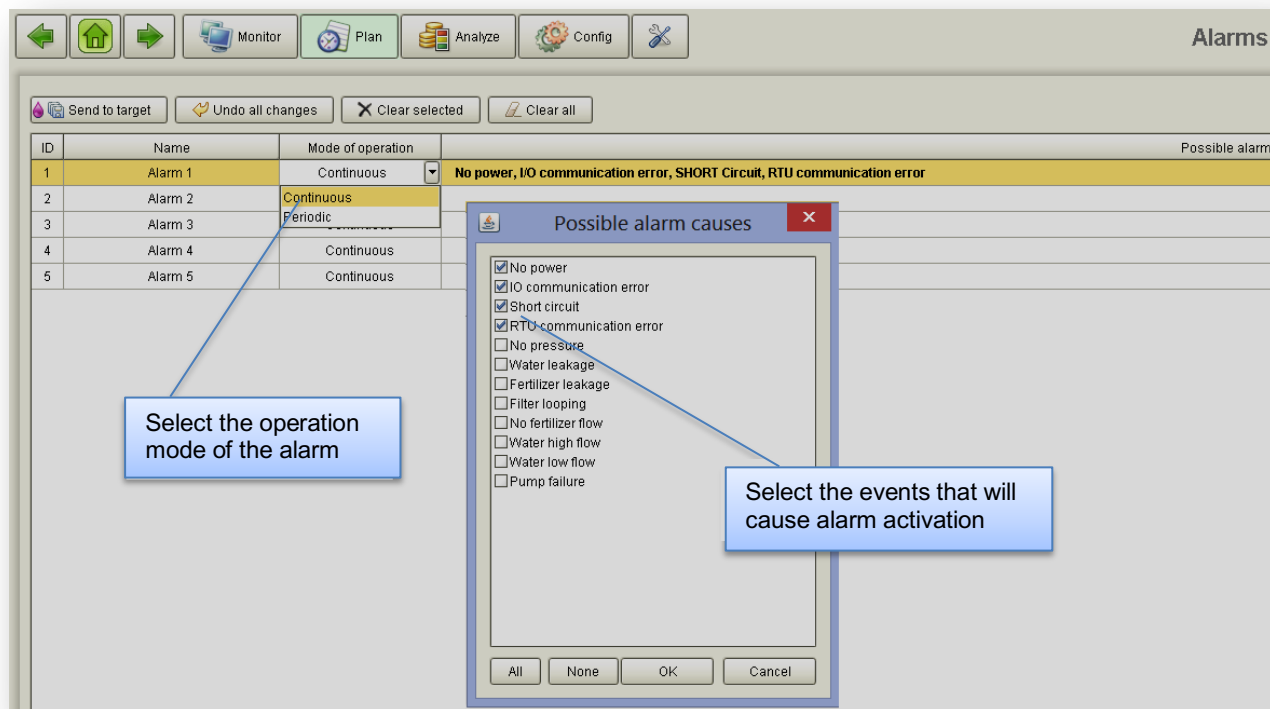 Monitor Plan Analyze Config Alarms
Send to target Undo all changes Clear selected Clear all
ID Name Mode of operation Possible alarm
1 Alarm 1 Continuous No power, I/O communication error, SHORT Circuit, RTU communication error
2 Alarm 2 Continuous
3 Alarm 3 Periodic
4 Alarm 4 Continuous
5 Alarm 5 Continuous
Possible alarm causes
No power
IO communication error
Short circuit
RTU communication error
No pressure
Water leakage
Fertilizer leakage
Filter looping
No fertilizer flow
Water high flow
Water low flow
Pump failure
All None OK Cancel
Select the operation
mode of the alarm
Select the events that will
cause alarm activation